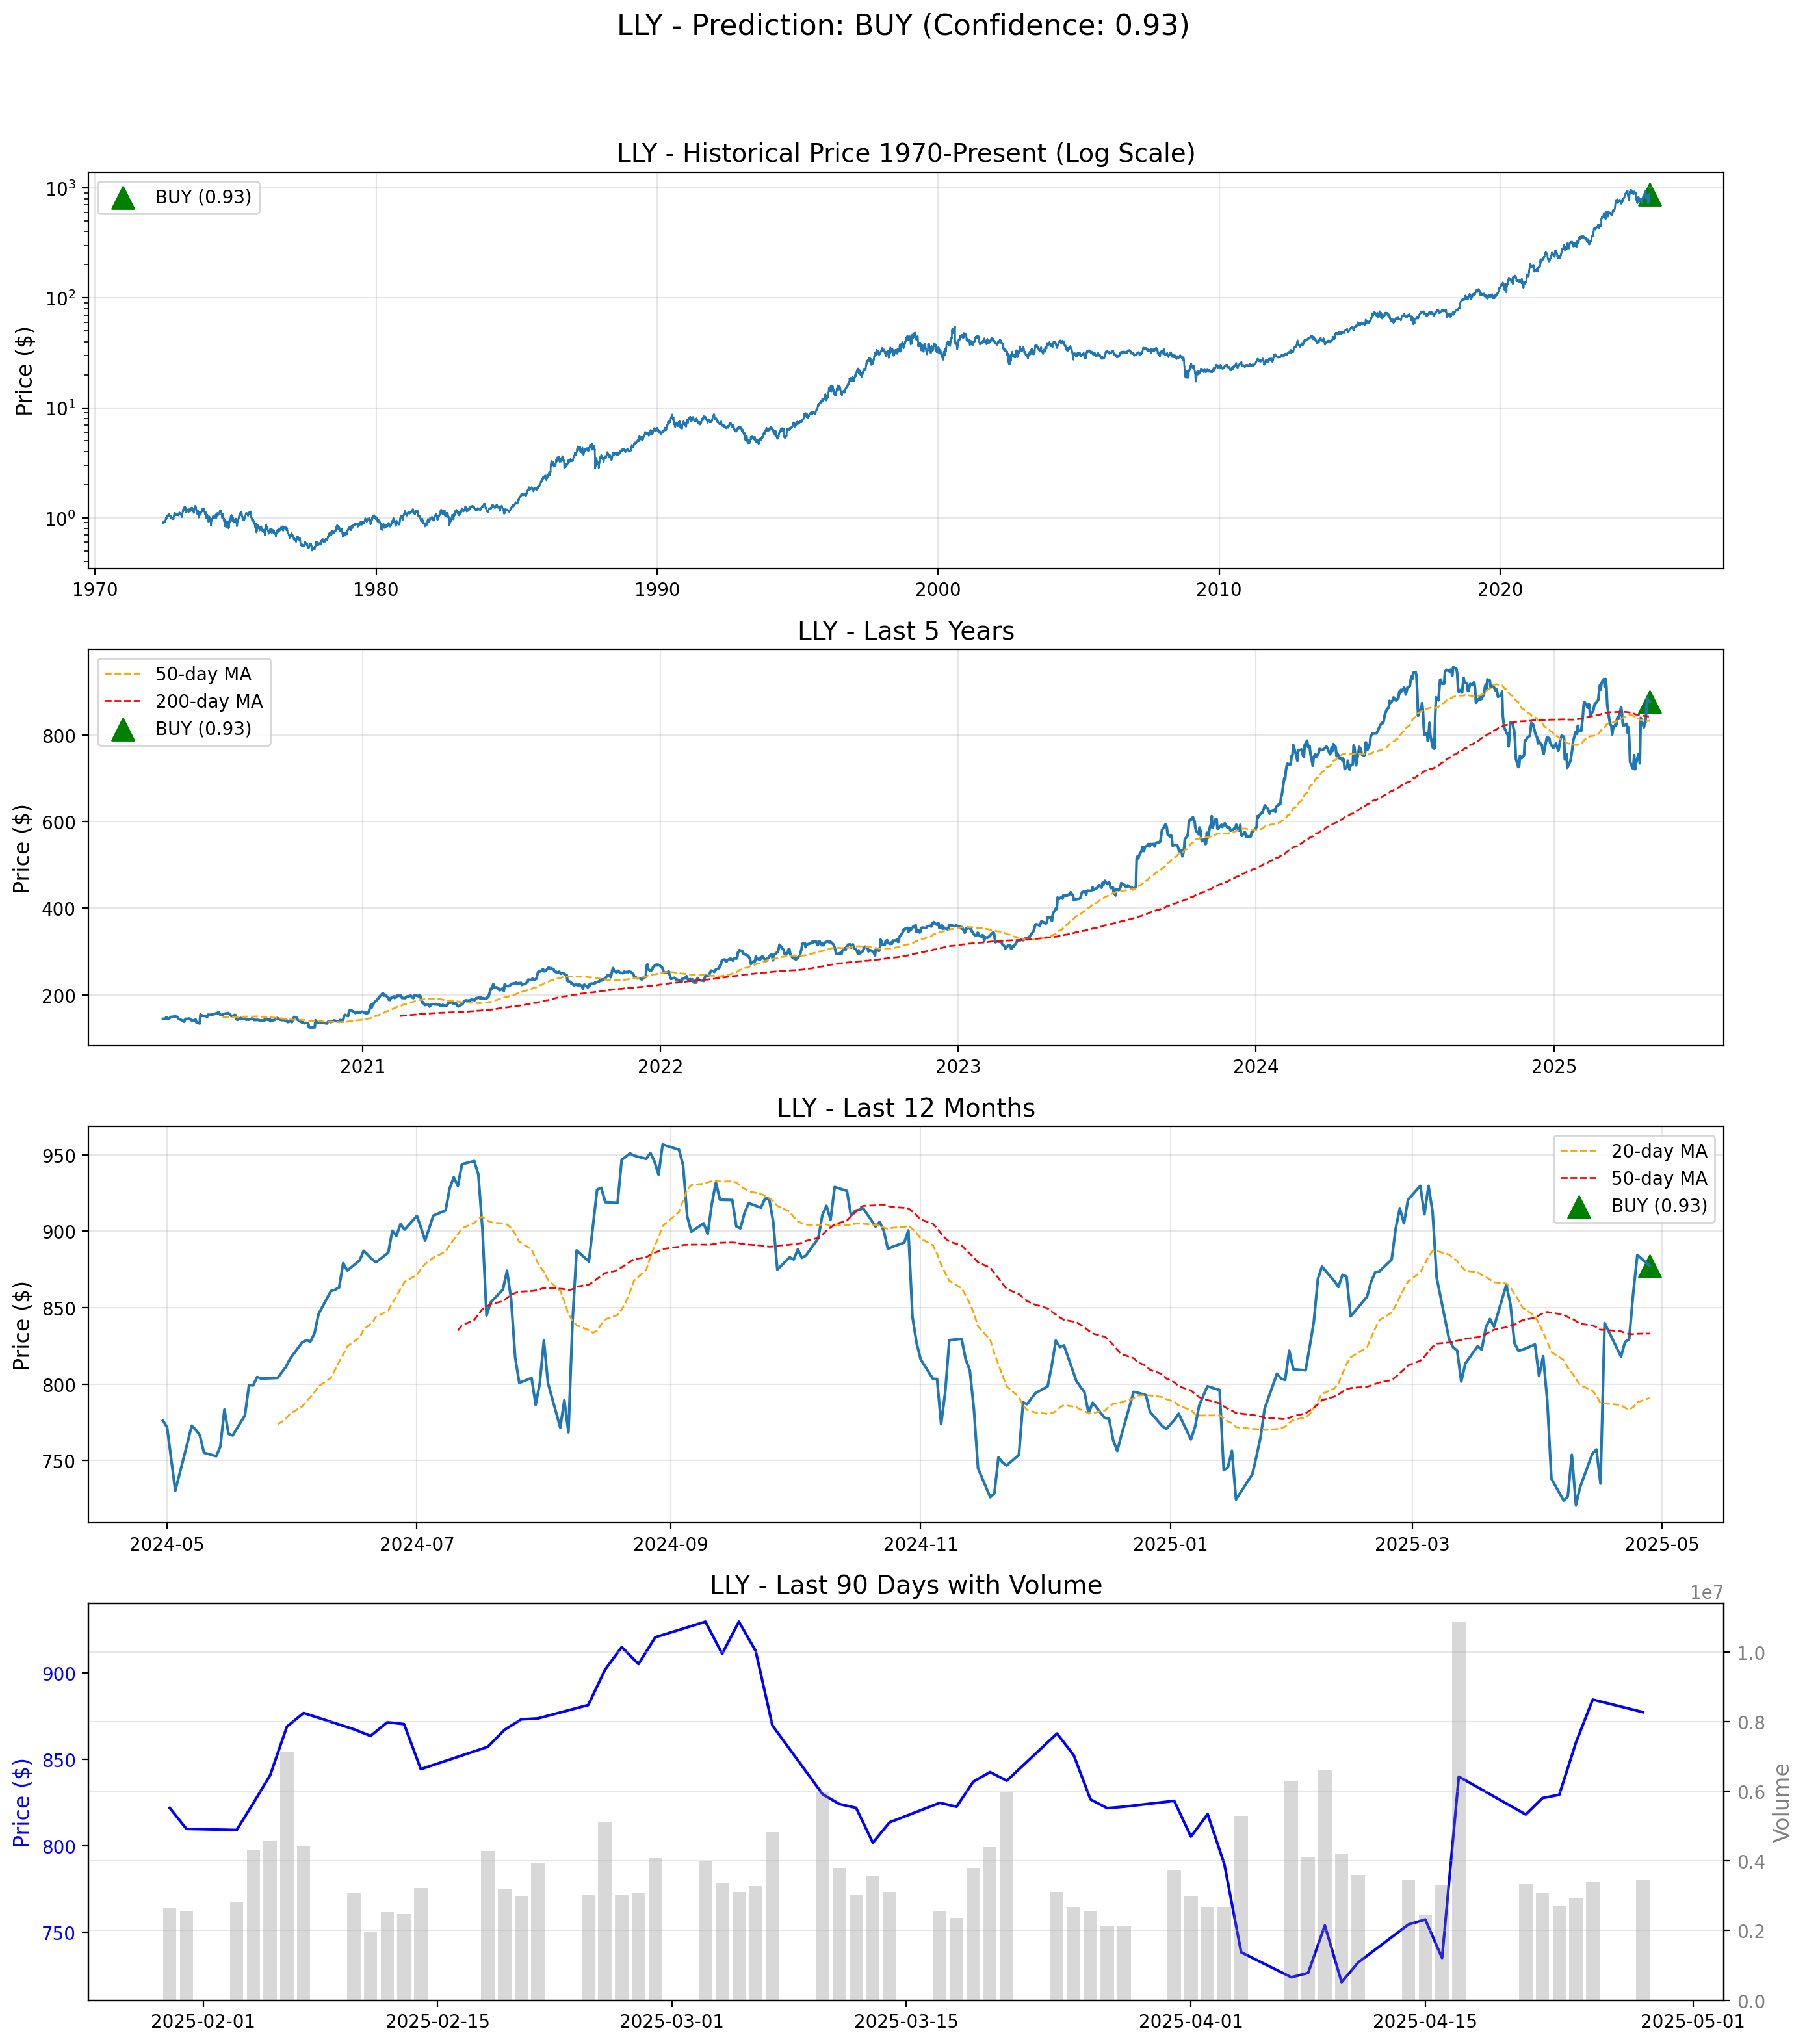 LLY - Prediction: BUY (Confidence: 0.93)
LLY - Historical Price 1970-Present (Log Scale)
BUY (0.93)
Price ($)
10³
10²
10¹
10⁰
1970 1980 1990 2000 2010 2020
LLY - Last 5 Years
50-day MA
200-day MA
BUY (0.93)
Price ($)
800
600
400
200
2021 2022 2023 2024 2025
LLY - Last 12 Months
20-day MA
50-day MA
BUY (0.93)
Price ($)
950
900
850
800
750
2024-05 2024-07 2024-09 2024-11 2025-01 2025-03 2025-05
LLY - Last 90 Days with Volume
1e7
Price ($)
900
850
800
750
1.0
0.8
0.6
0.4
0.2
0.0
Volume
2025-02-01 2025-02-15 2025-03-01 2025-03-15 2025-04-01 2025-04-15 2025-05-01